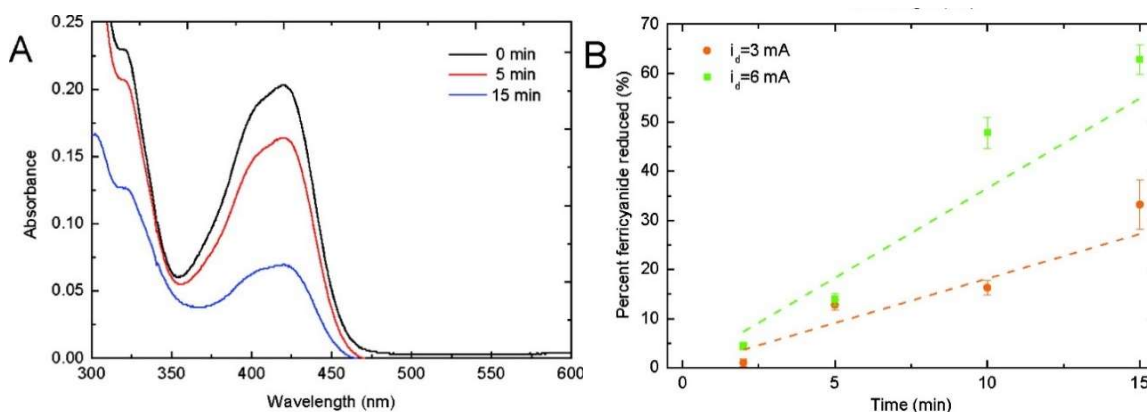 A
0 min
5 min
15 min
0.25
0.20
0.15
0.10
0.05
0.00
Absorbance
300 350 400 450 500 550 600
Wavelength (nm)
B
i_d=3 mA
i_d=6 mA
70
60
50
40
30
20
10
0
Percent ferricyanide reduced (%)
0 5 10 15
Time (min)